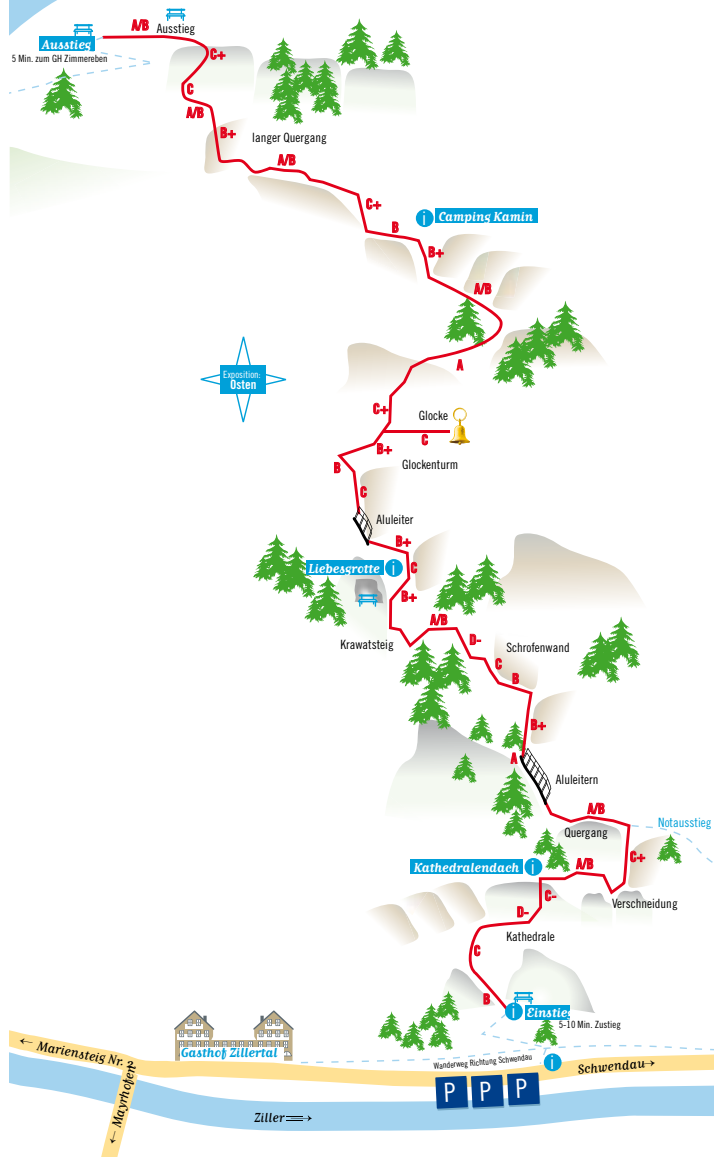 A/B
Ausstieg
Ausstieg
5 Min. zum GH Zimmereben
C+
C
A/B
B+
langer Quergang
A/B
C+
B
i
Camping Kamin
B+
A/B
A
Exposition:
Osten
C+
Glocke
C
B+
Glockenturm
B
C
Aluleiter
B+
Liebesgrotte
i
C
B+
A/B
D-
Krawatsteig
Schrofenwand
C
B
B+
A
Aluleitern
A/B
Notausstieg
Quergang
C+
Kathedralendach
i
A/B
C-
Verschneidung
D-
Kathedrale
C
B
i
Einstieg
5-10 Min. Zustieg
Gasthof Zillertal
← Mariensteig Nr. 2
← Mayrhofen
Wanderweg Richtung Schwendau
i
Schwendau→
P
P
P
Ziller